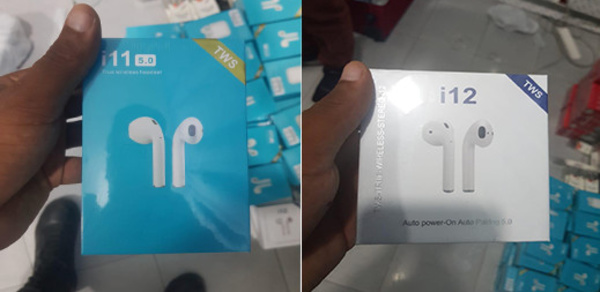 i11 5.0
TWS
i12
TWS
Auto power-On Auto Pairing 5.0